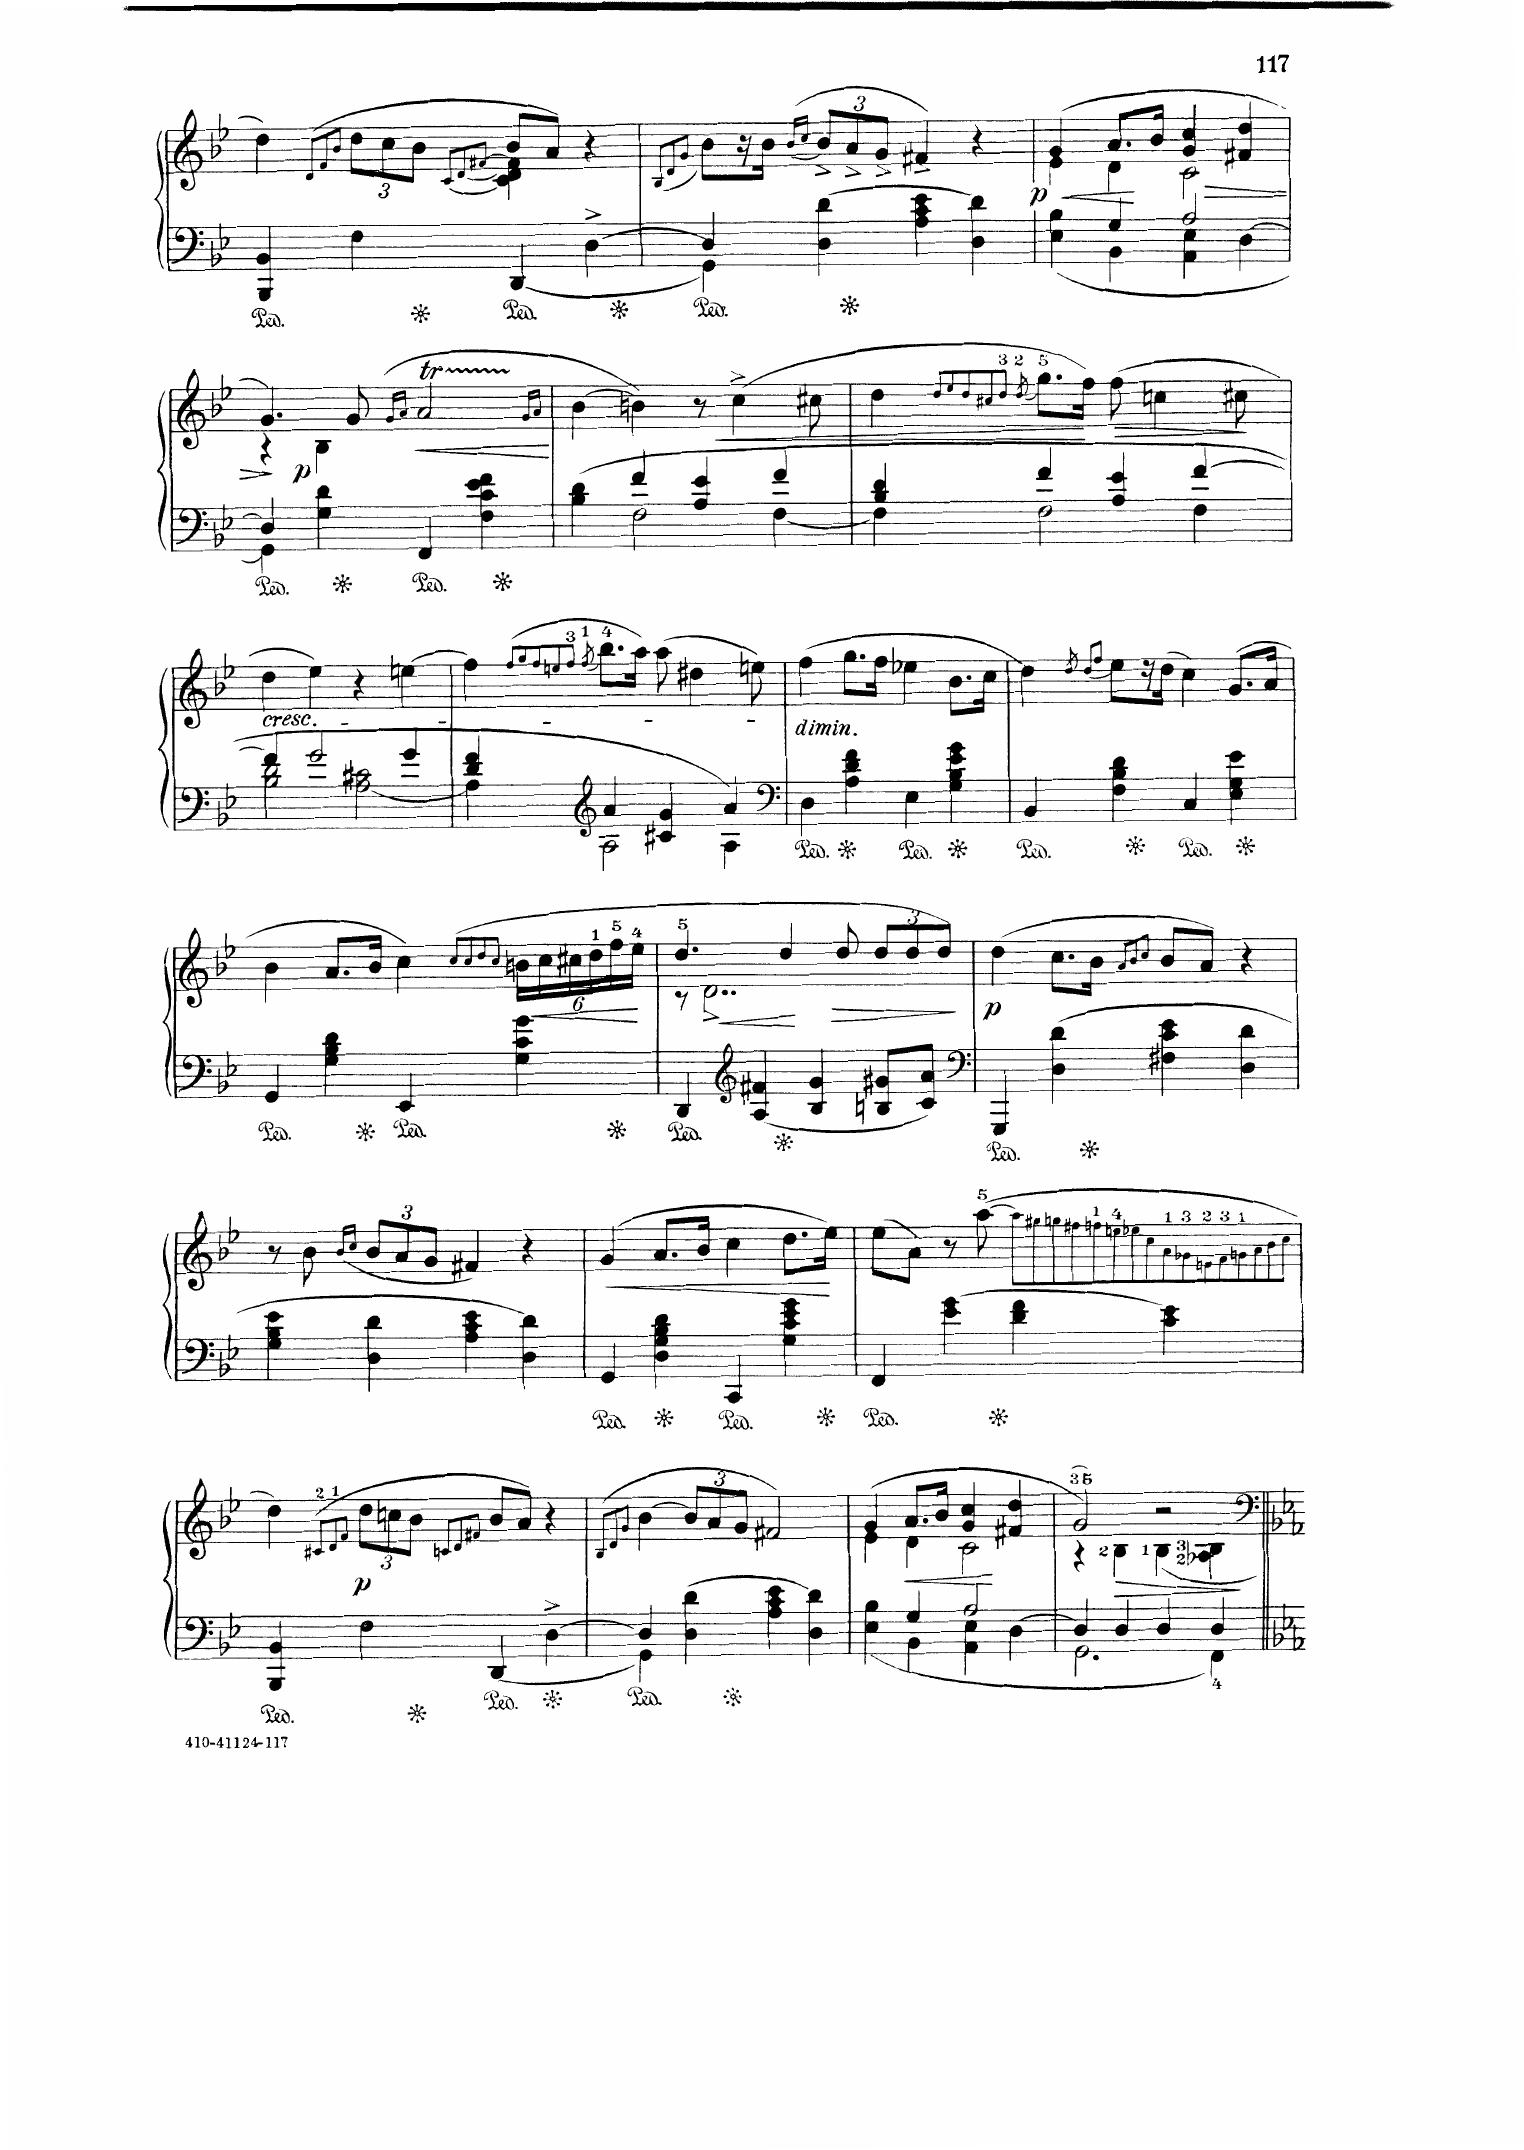 117
3
3
Ped. * Ped. * Ped. *
p
tr
3 2 5
p
Ped. * Ped. *
3 1 4
cresc.
dimin.
Ped. * Ped. * Ped. * Ped. *
1 5 4
5
3
6
p
Ped. * Ped. * Ped. * Ped. *
3
5
1 4 1 3 2 3 1
Ped. * Ped. * Ped. *
2 1
3
3
35
p
2 1 3
2
4
Ped. * Ped. * Ped. *
410-41124-117